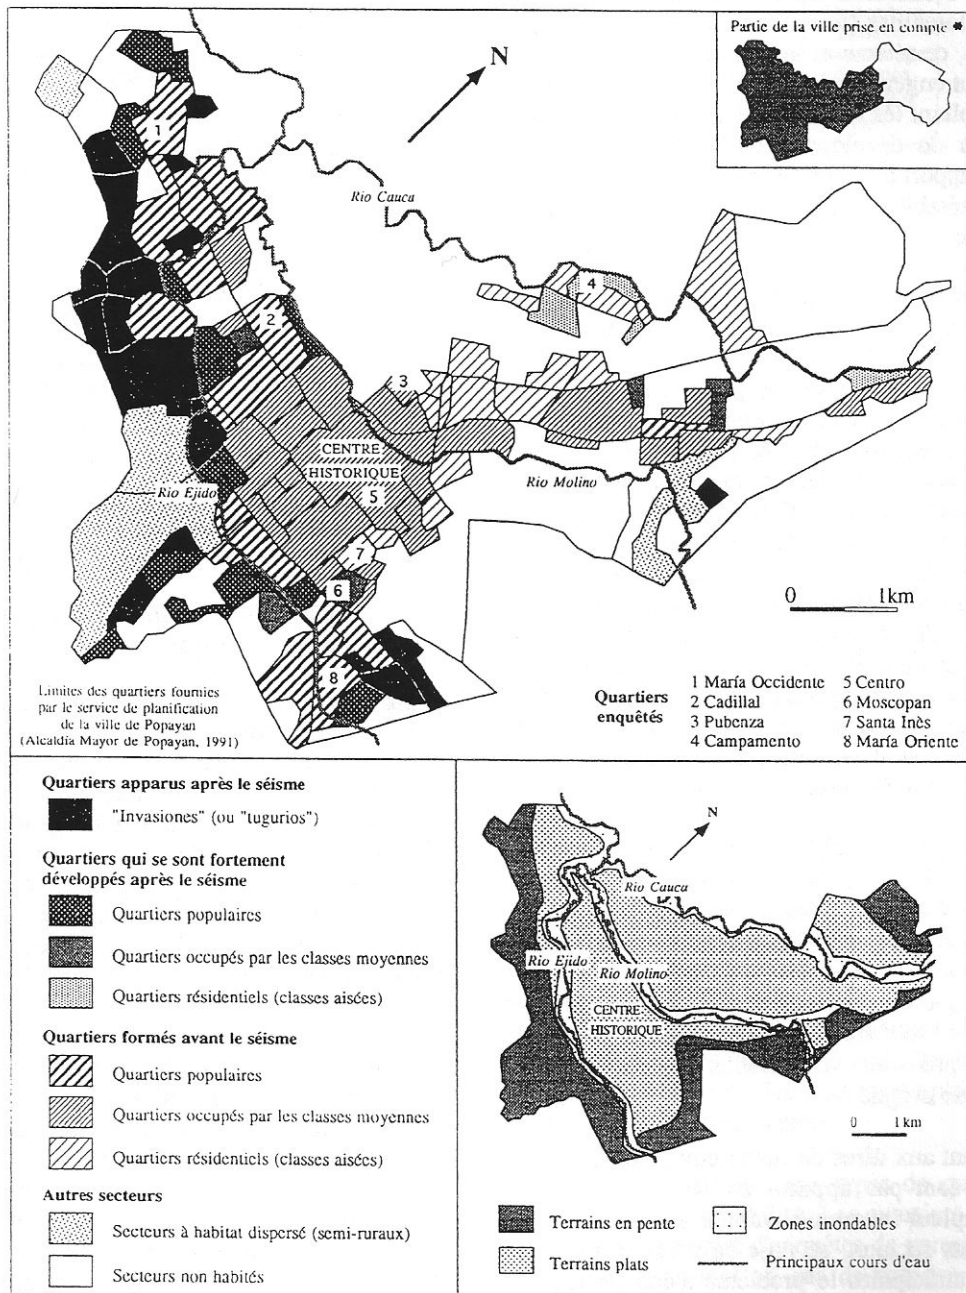 Partie de la ville prise en compte *
N
Rio Cauca
1
2
3
4
CENTRE
HISTORIQUE
5
Rio Ejido
Rio Molino
7
6
8
0 1km
Limites des quartiers fournies
par le service de planification
de la ville de Popayan
(Alcaldía Mayor de Popayan, 1991)
Quartiers
enquêtés
1 María Occidente
2 Cadillal
3 Pubenza
4 Campamento
5 Centro
6 Moscopan
7 Santa Inès
8 María Oriente
Quartiers apparus après le séisme
"Invasiones" (ou "tugurios")
Quartiers qui se sont fortement
développés après le séisme
Quartiers populaires
Quartiers occupés par les classes moyennes
Quartiers résidentiels (classes aisées)
Quartiers formés avant le séisme
Quartiers populaires
Quartiers occupés par les classes moyennes
Quartiers résidentiels (classes aisées)
Autres secteurs
Secteurs à habitat dispersé (semi-ruraux)
Secteurs non habités
N
Rio Cauca
Rio Ejido
Rio Molino
CENTRE
HISTORIQUE
0 1 km
Terrains en pente
Terrains plats
Zones inondables
Principaux cours d'eau